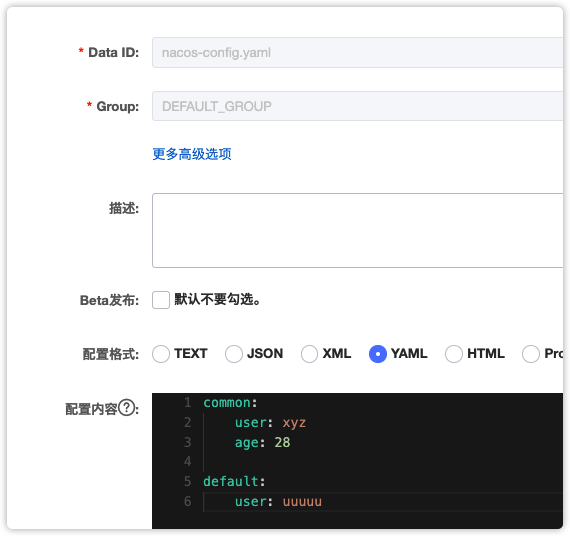 * Data ID: nacos-config.yaml
* Group: DEFAULT_GROUP
更多高级选项
描述:
Beta发布: 默认不要勾选。
配置格式: TEXT JSON XML YAML HTML Pro
配置内容?:
1 common:
2     user: xyz
3     age: 28
4
5 default:
6     user: uuuuu